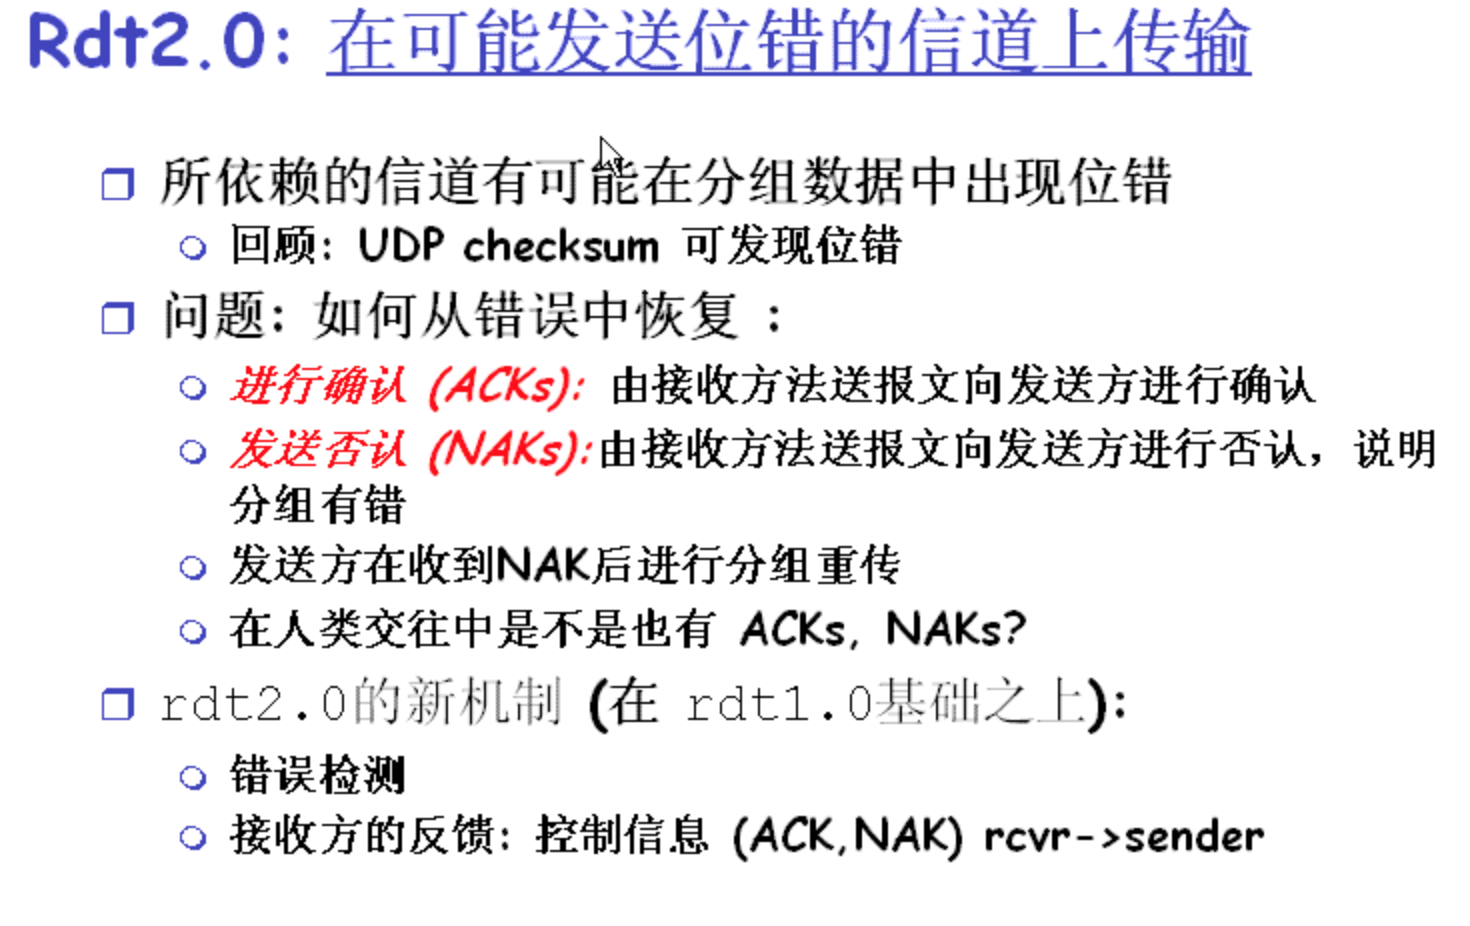 Rdt2.0: 在可能发送位错的信道上传输
所依赖的信道有可能在分组数据中出现位错
回顾: UDP checksum 可发现位错
问题: 如何从错误中恢复 :
进行确认 (ACKs): 由接收方法送报文向发送方进行确认
发送否认 (NAKs):由接收方法送报文向发送方进行否认，说明
分组有错
发送方在收到NAK后进行分组重传
在人类交往中是不是也有 ACKs, NAKs?
rdt2.0的新机制 (在 rdt1.0基础之上):
错误检测
接收方的反馈: 控制信息 (ACK,NAK) rcvr->sender